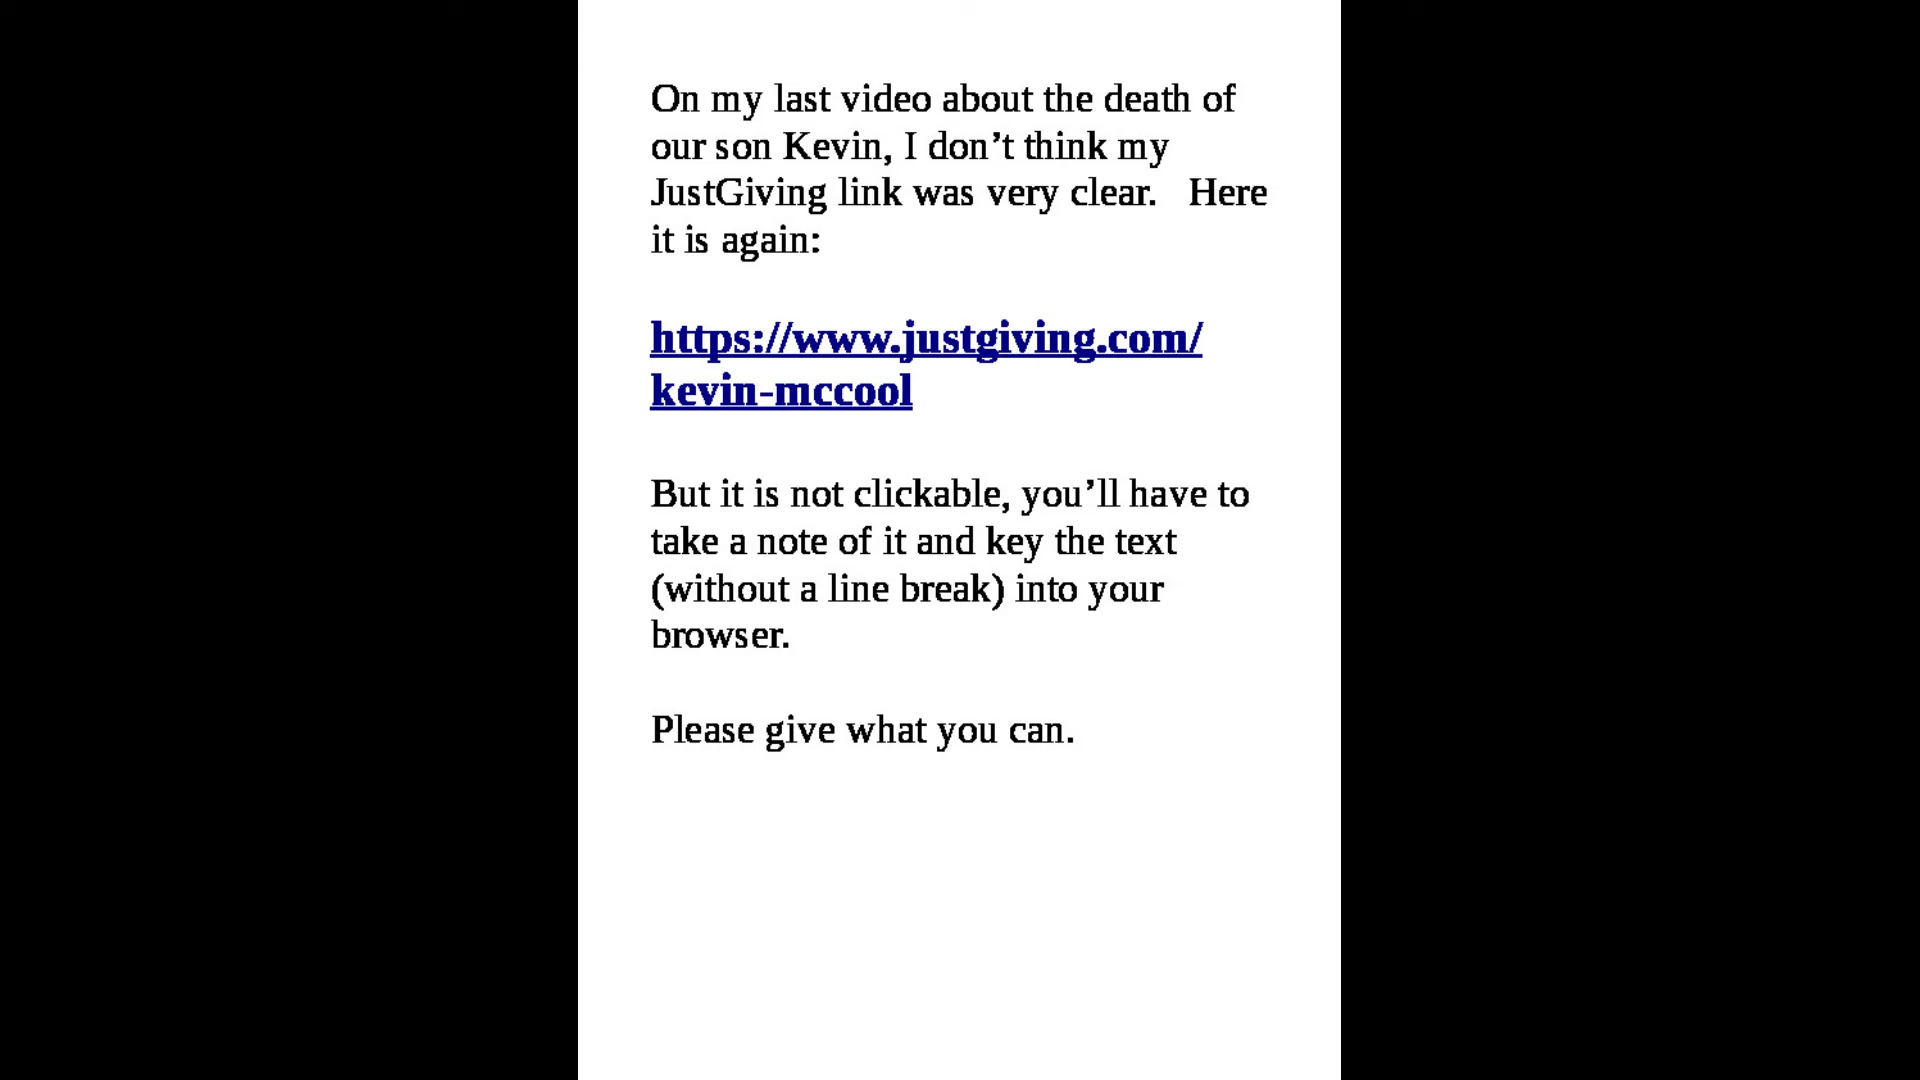 On my last video about the death of
our son Kevin, I don’t think my
JustGiving link was very clear.   Here
it is again:
https://www.justgiving.com/
kevin-mccool
But it is not clickable, you’ll have to
take a note of it and key the text
(without a line break) into your
browser.
Please give what you can.